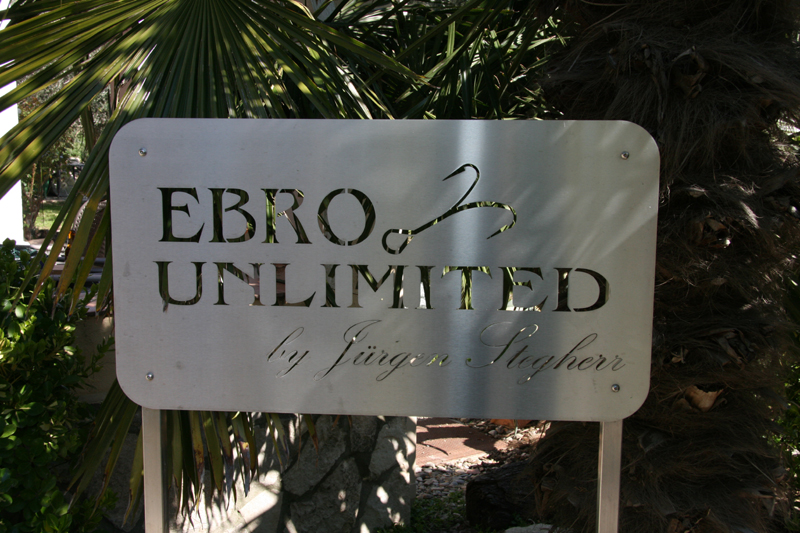 EBRO
UNLIMITED
by Jürgen Stegherr